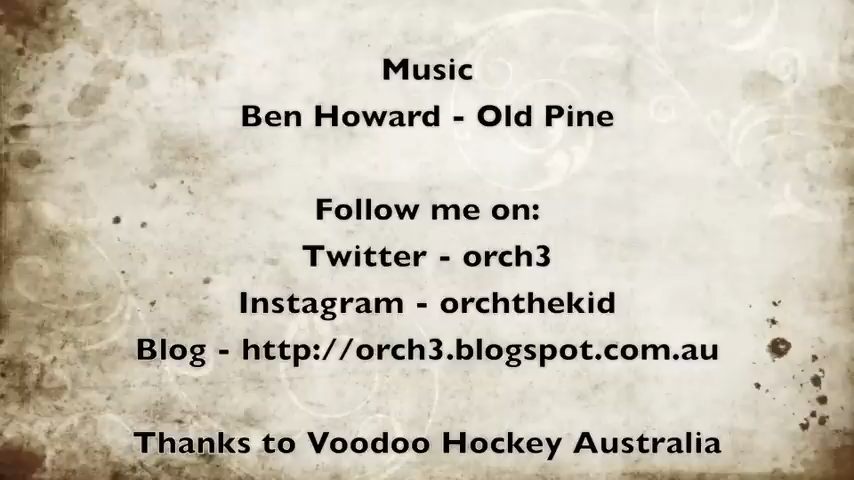 Music
Ben Howard - Old Pine
Follow me on:
Twitter - orch3
Instagram - orchthekid
Blog - http://orch3.blogspot.com.au
Thanks to Voodoo Hockey Australia